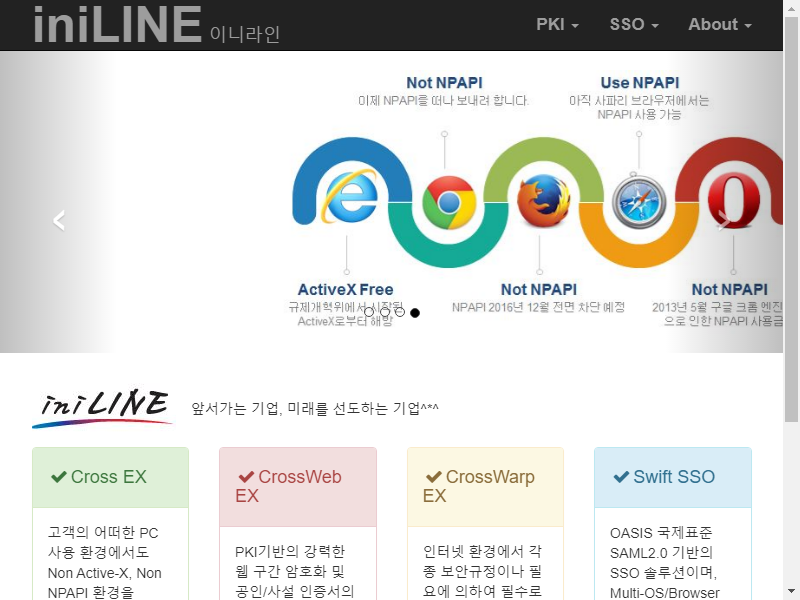 iniLINE 이니라인
PKI
SSO
About
Not NPAPI
이제 NPAPI를 떠나 보내려 합니다.
Use NPAPI
아직 사파리 브라우저에서는
NPAPI 사용 가능
ActiveX Free
규제개혁위에서 시작된
ActiveX로부터 해방
Not NPAPI
NPAPI 2016년 12월 전면 차단 예정
Not NPAPI
2013년 5월 구글 크롬 엔진
으로 인한 NPAPI 사용금
iniLINE
앞서가는 기업, 미래를 선도하는 기업^*^
Cross EX
고객의 어떠한 PC
사용 환경에서도
Non Active-X, Non
NPAPI 환경을
CrossWeb
EX
PKI기반의 강력한
웹 구간 암호화 및
공인/사설 인증서의
CrossWarp
EX
인터넷 환경에서 각
종 보안규정이나 필
요에 의하여 필수로
Swift SSO
OASIS 국제표준
SAML2.0 기반의
SSO 솔루션이며,
Multi-OS/Browser